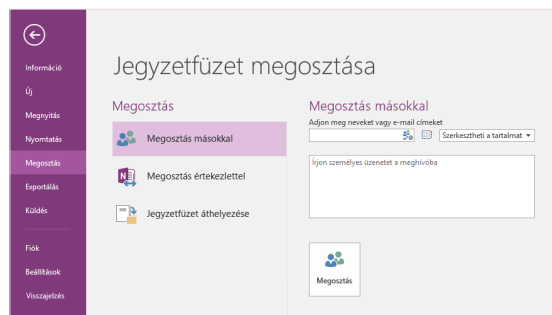 Információ
Új
Megnyitás
Nyomtatás
Megosztás
Exportálás
Küldés
Fiók
Beállítások
Visszajelzés
Jegyzetfüzet megosztása
Megosztás
Megosztás másokkal
Megosztás értekezlettel
Jegyzetfüzet áthelyezése
Megosztás másokkal
Adjon meg neveket vagy e-mail címeket
Szerkesztheti a tartalmat
Írjon személyes üzenetet a meghívóba
Megosztás